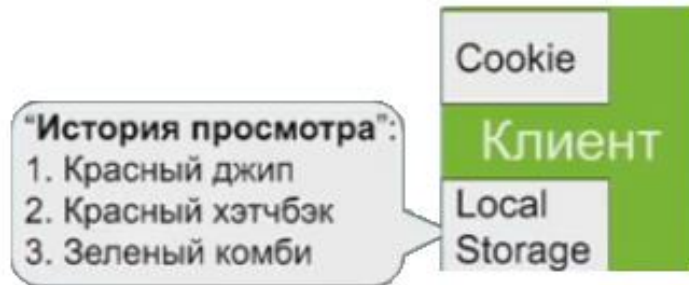 Cookie
Клиент
"История просмотра":
1. Красный джип
2. Красный хэтчбэк
3. Зеленый комби
Local
Storage